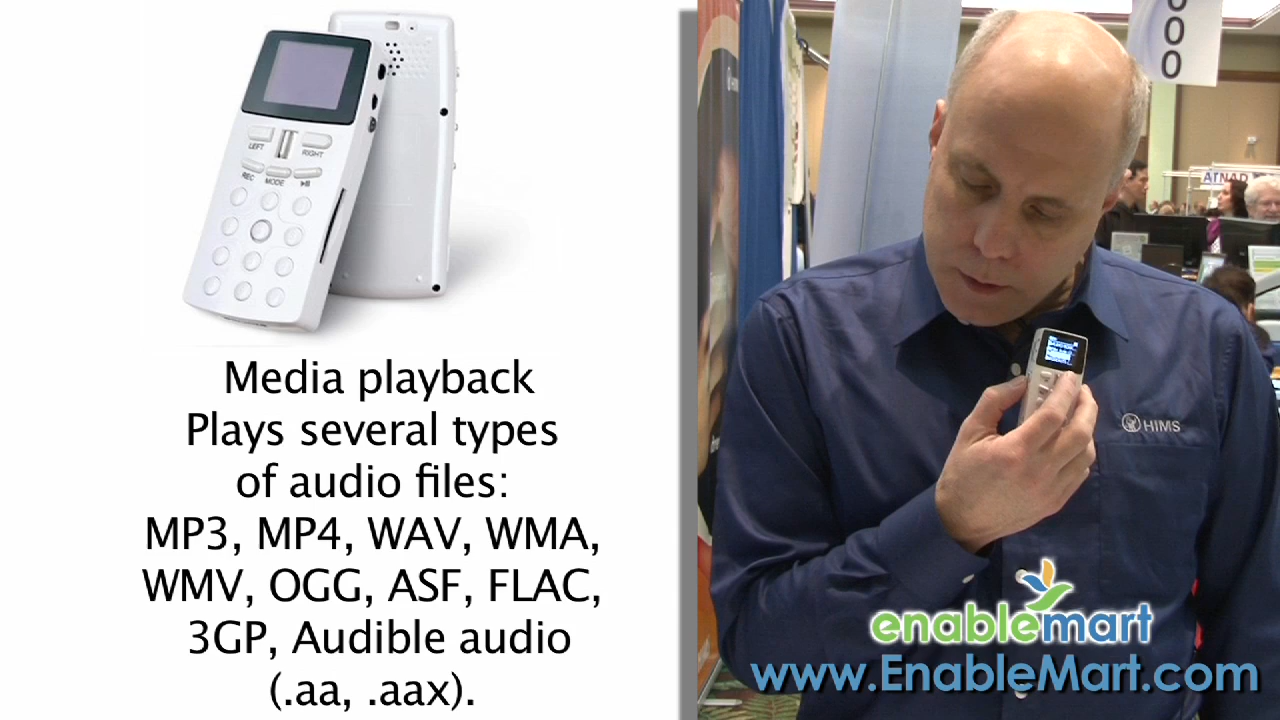 LEFT
RIGHT
REC
MODE
Media playback
Plays several types
of audio files:
MP3, MP4, WAV, WMA,
WMV, OGG, ASF, FLAC,
3GP, Audible audio
(.aa, .aax).
000
HIMS
enablemart
www.EnableMart.com